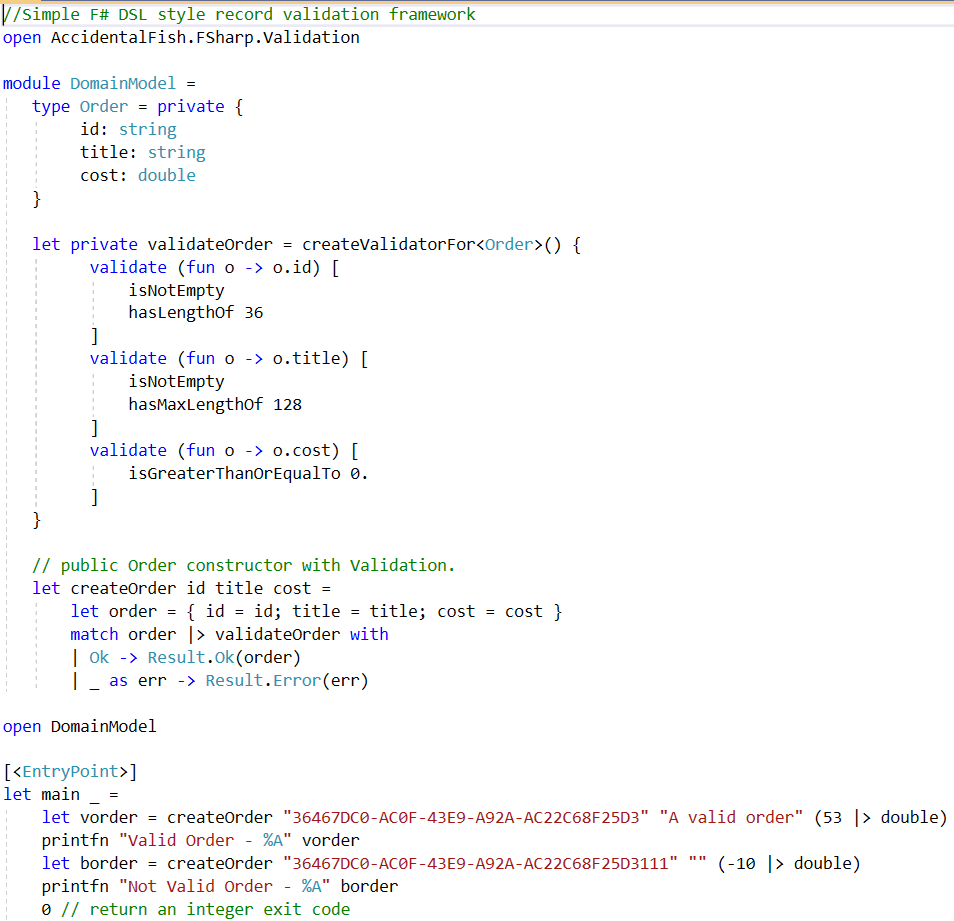 //Simple F# DSL style record validation framework
open AccidentalFish.FSharp.Validation
module DomainModel =
type Order = private {
id: string
title: string
cost: double
}
let private validateOrder = createValidatorFor<Order>() {
validate (fun o -> o.id) [
isNotEmpty
hasLengthOf 36
]
validate (fun o -> o.title) [
isNotEmpty
hasMaxLengthOf 128
]
validate (fun o -> o.cost) [
isGreaterThanOrEqualTo 0.
]
}
// public Order constructor with Validation.
let createOrder id title cost =
let order = { id = id; title = title; cost = cost }
match order |> validateOrder with
| Ok -> Result.Ok(order)
| _ as err -> Result.Error(err)
open DomainModel
[<EntryPoint>]
let main _ =
let vorder = createOrder "36467DC0-AC0F-43E9-A92A-AC22C68F25D3" "A valid order" (53 |> double)
printfn "Valid Order - %A" vorder
let border = createOrder "36467DC0-AC0F-43E9-A92A-AC22C68F25D3111" "" (-10 |> double)
printfn "Not Valid Order - %A" border
0 // return an integer exit code